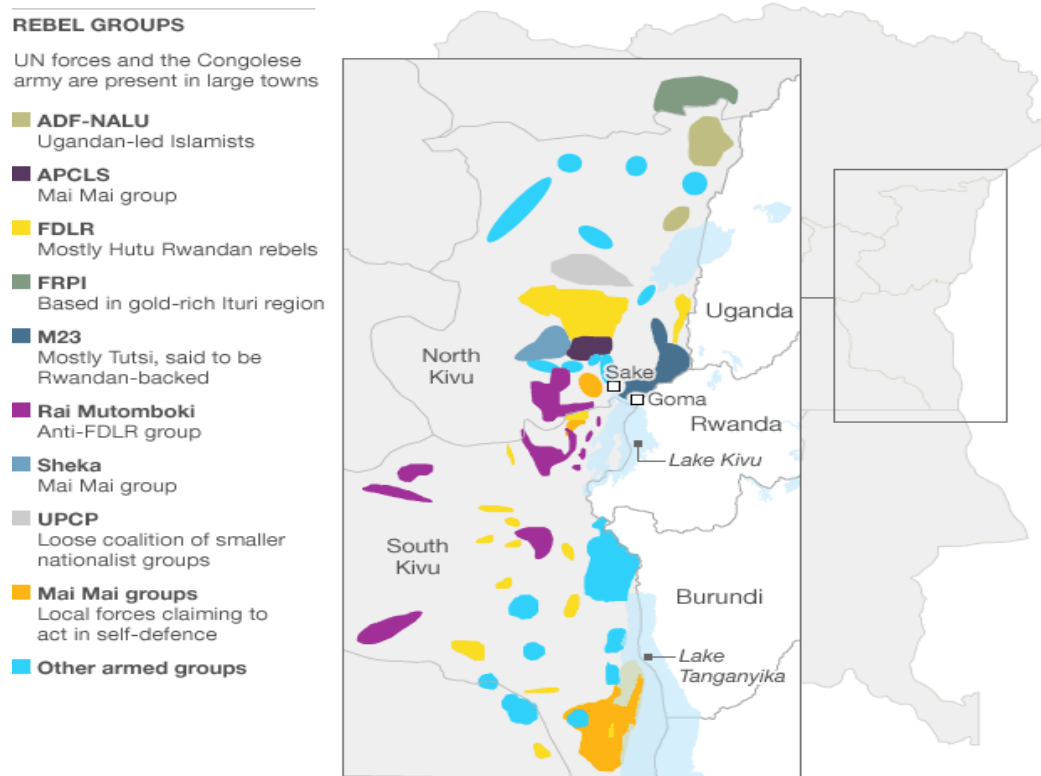 REBEL GROUPS
UN forces and the Congolese
army are present in large towns
ADF-NALU
Ugandan-led Islamists
APCLS
Mai Mai group
FDLR
Mostly Hutu Rwandan rebels
FRPI
Based in gold-rich Ituri region
M23
Mostly Tutsi, said to be
Rwandan-backed
Rai Mutomboki
Anti-FDLR group
Sheka
Mai Mai group
UPCP
Loose coalition of smaller
nationalist groups
Mai Mai groups
Local forces claiming to
act in self-defence
Other armed groups
Uganda
North
Kivu
Sake
Goma
Rwanda
Lake Kivu
South
Kivu
Burundi
Lake
Tanganyika